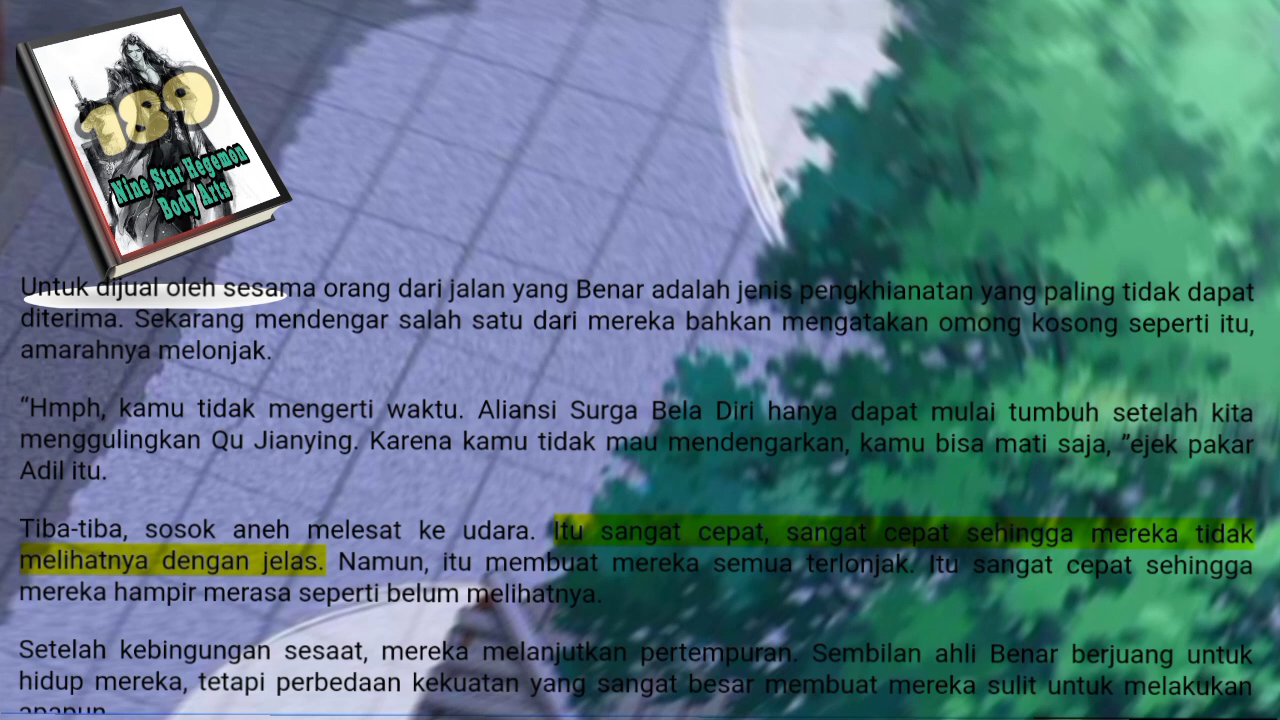 189
Nine Star Hegemon
Body Arts
Untuk dijual oleh sesama orang dari jalan yang Benar adalah jenis pengkhianatan yang paling tidak dapat
diterima. Sekarang mendengar salah satu dari mereka bahkan mengatakan omong kosong seperti itu,
amarahnya melonjak.
“Hmph, kamu tidak mengerti waktu. Aliansi Surga Bela Diri hanya dapat mulai tumbuh setelah kita
menggulingkan Qu Jianying. Karena kamu tidak mau mendengarkan, kamu bisa mati saja, ”ejek pakar
Adil itu.
Tiba-tiba, sosok aneh melesat ke udara. Itu sangat cepat, sangat cepat sehingga mereka tidak
melihatnya dengan jelas. Namun, itu membuat mereka semua terlonjak. Itu sangat cepat sehingga
mereka hampir merasa seperti belum melihatnya.
Setelah kebingungan sesaat, mereka melanjutkan pertempuran. Sembilan ahli Benar berjuang untuk
hidup mereka, tetapi perbedaan kekuatan yang sangat besar membuat mereka sulit untuk melakukan
apapun.